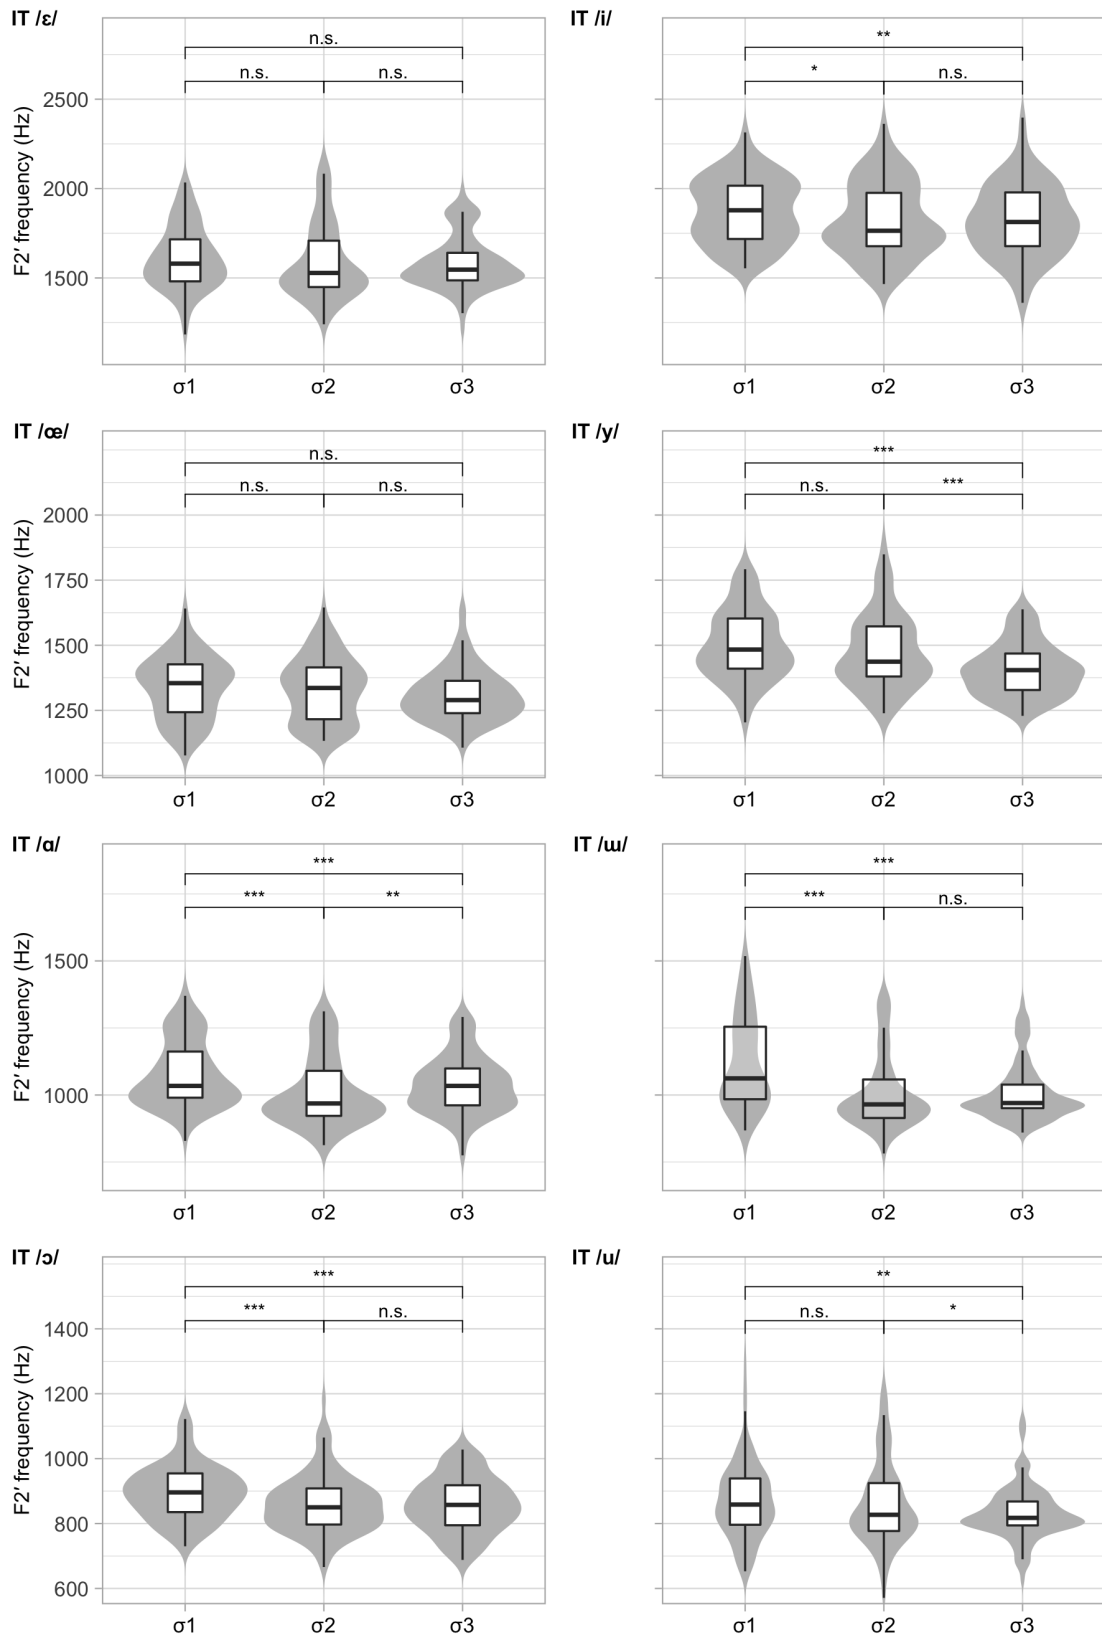 IT /ɛ/
n.s.
n.s. n.s.
F2′ frequency (Hz)
2500
2000
1500
σ1 σ2 σ3
IT /i/
**
* n.s.
σ1 σ2 σ3
IT /œ/
n.s.
n.s. n.s.
F2′ frequency (Hz)
2000
1750
1500
1250
1000
σ1 σ2 σ3
IT /y/
***
n.s. ***
σ1 σ2 σ3
IT /ɑ/
***
*** **
F2′ frequency (Hz)
1500
1000
σ1 σ2 σ3
IT /ɯ/
***
*** n.s.
σ1 σ2 σ3
IT /ɔ/
***
*** n.s.
F2′ frequency (Hz)
1400
1200
1000
800
600
σ1 σ2 σ3
IT /u/
**
n.s. *
σ1 σ2 σ3